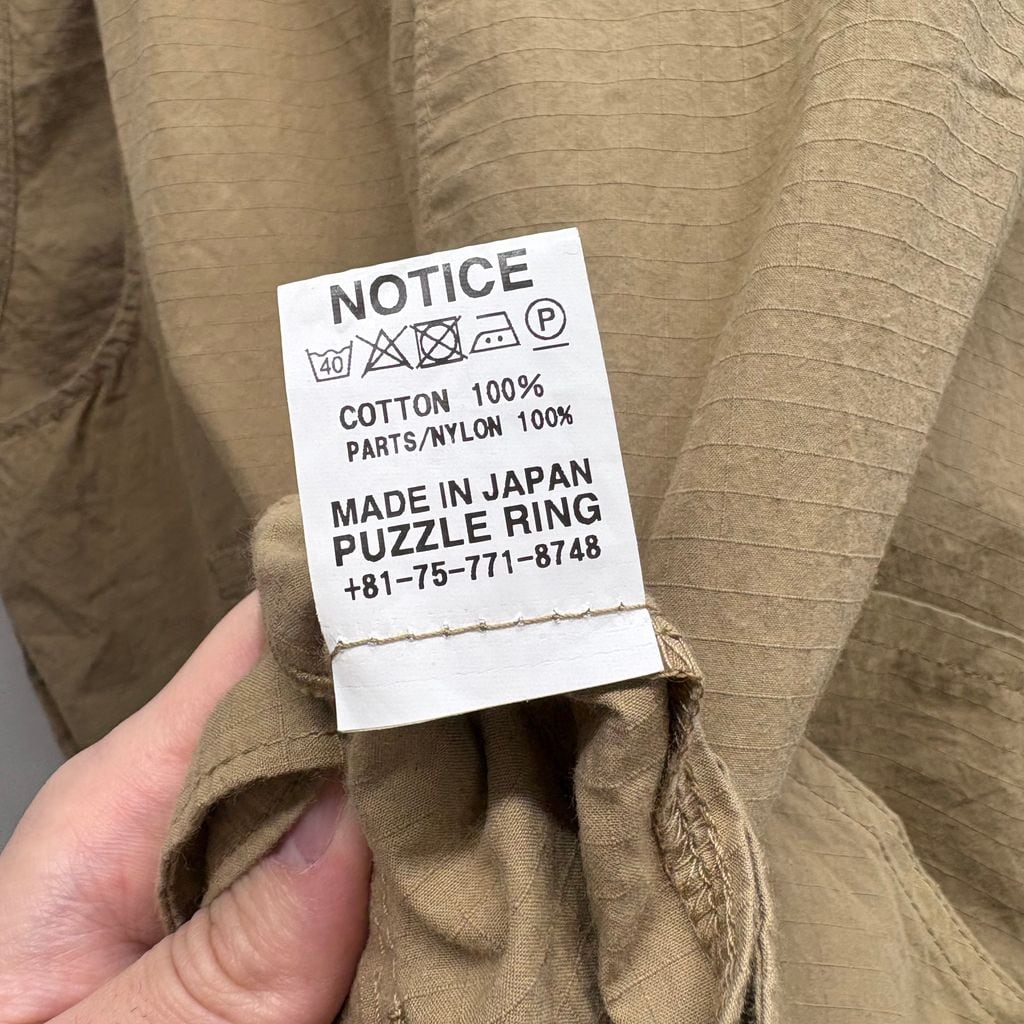 NOTICE
40 P
COTTON 100%
PARTS/NYLON 100%
MADE IN JAPAN
PUZZLE RING
+81-75-771-8748